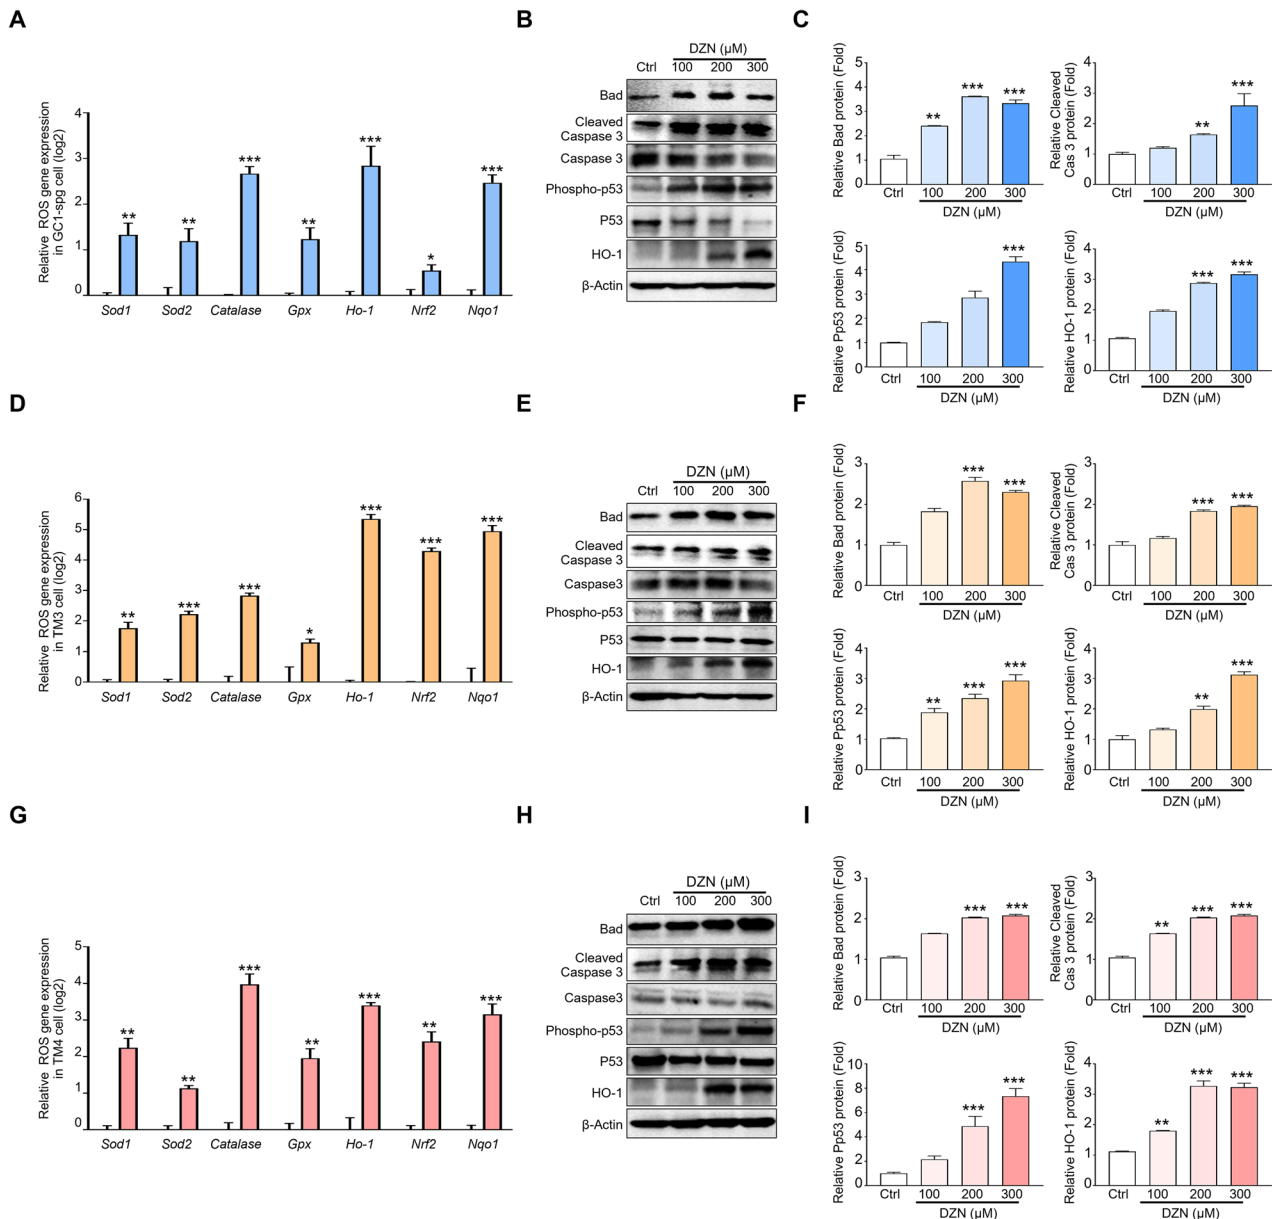 A
Relative ROS gene expression
in GC1-spg cell (log2)
4
3
2
1
0
** ** *** ** *** * ***
Sod1 Sod2 Catalase Gpx Ho-1 Nrf2 Nqo1
B
DZN (μM)
Ctrl 100 200 300
Bad
Cleaved
Caspase 3
Caspase 3
Phospho-p53
P53
HO-1
β-Actin
C
Relative Bad protein (Fold)
5
4
3
2
1
0
** *** ***
Ctrl 100 200 300
DZN (μM)
Relative Cleaved
Cas 3 protein (Fold)
4
3
2
1
0
** ***
Ctrl 100 200 300
DZN (μM)
Relative Pp53 protein (Fold)
5
4
3
2
1
0
***
Ctrl 100 200 300
DZN (μM)
Relative HO-1 protein (Fold)
4
3
2
1
0
*** ***
Ctrl 100 200 300
DZN (μM)
D
Relative ROS gene expression
in TM3 cell (log2)
6
5
4
3
2
1
0
** *** *** * *** *** ***
Sod1 Sod2 Catalase Gpx Ho-1 Nrf2 Nqo1
E
DZN (μM)
Ctrl 100 200 300
Bad
Cleaved
Caspase 3
Caspase3
Phospho-p53
P53
HO-1
β-Actin
F
Relative Bad protein (Fold)
3
2
1
0
*** ***
Ctrl 100 200 300
DZN (μM)
Relative Cleaved
Cas 3 protein (Fold)
3
2
1
0
*** ***
Ctrl 100 200 300
DZN (μM)
Relative Pp53 protein (Fold)
4
3
2
1
0
** *** ***
Ctrl 100 200 300
DZN (μM)
Relative HO-1 protein (Fold)
4
3
2
1
0
** ***
Ctrl 100 200 300
DZN (μM)
G
Relative ROS gene expression
in TM4 cell (log2)
5
4
3
2
1
0
** ** *** ** *** ** ***
Sod1 Sod2 Catalase Gpx Ho-1 Nrf2 Nqo1
H
DZN (μM)
Ctrl 100 200 300
Bad
Cleaved
Caspase 3
Caspase3
Phospho-p53
P53
HO-1
β-Actin
I
Relative Bad protein (Fold)
3
2
1
0
*** ***
Ctrl 100 200 300
DZN (μM)
Relative Cleaved
Cas 3 protein (Fold)
3
2
1
0
** *** ***
Ctrl 100 200 300
DZN (μM)
Relative Pp53 protein (Fold)
10
8
6
4
2
0
*** ***
Ctrl 100 200 300
DZN (μM)
Relative HO-1 protein (Fold)
4
3
2
1
0
** *** ***
Ctrl 100 200 300
DZN (μM)